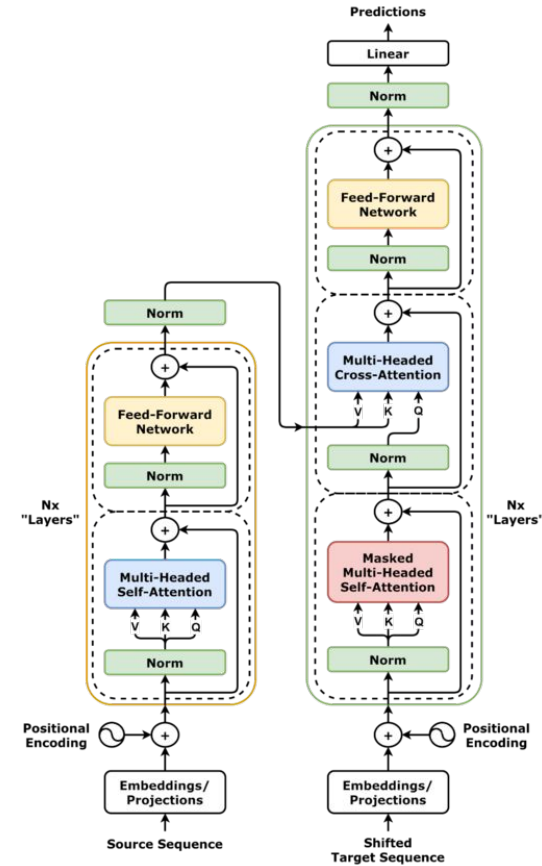 Predictions
Linear
Norm
+
Feed-Forward
Network
Norm
+
Multi-Headed
Cross-Attention
V K Q
Norm
+
Masked
Multi-Headed
Self-Attention
V K Q
Norm
Nx
"Layers'
+
Positional
Encoding
Embeddings/
Projections
Shifted
Target Sequence
Norm
+
Feed-Forward
Network
Norm
+
Multi-Headed
Self-Attention
V K Q
Norm
Nx
"Layers"
Positional
Encoding
+
Embeddings/
Projections
Source Sequence